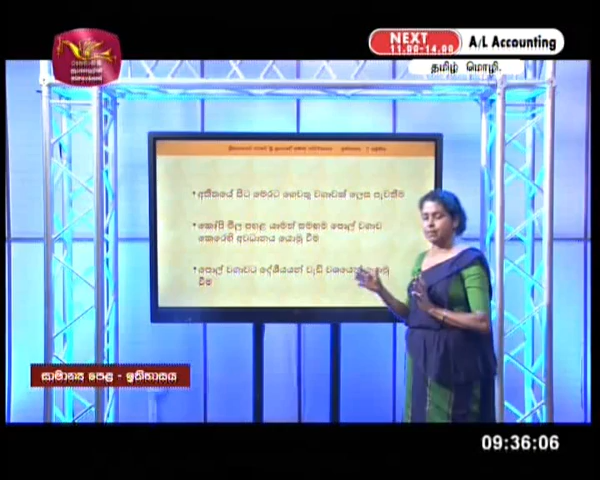 NEXT
11.00-14.00
A/L Accounting
தமிழ் மொழி.
• අතීතයේ සිට මෙරට ගෙවතු වගාවක් ලෙස පැවතීම
• කෝපි මිල පහළ යාමත් සමඟම පොල් වගාව
කෙරෙහි අවධානය යොමු වීම
• පොල් වගාවට දේශීයයන් වැඩි වශයෙන්
වීම
සාමාන්‍ය පෙළ - ඉතිහාසය
09:36:06